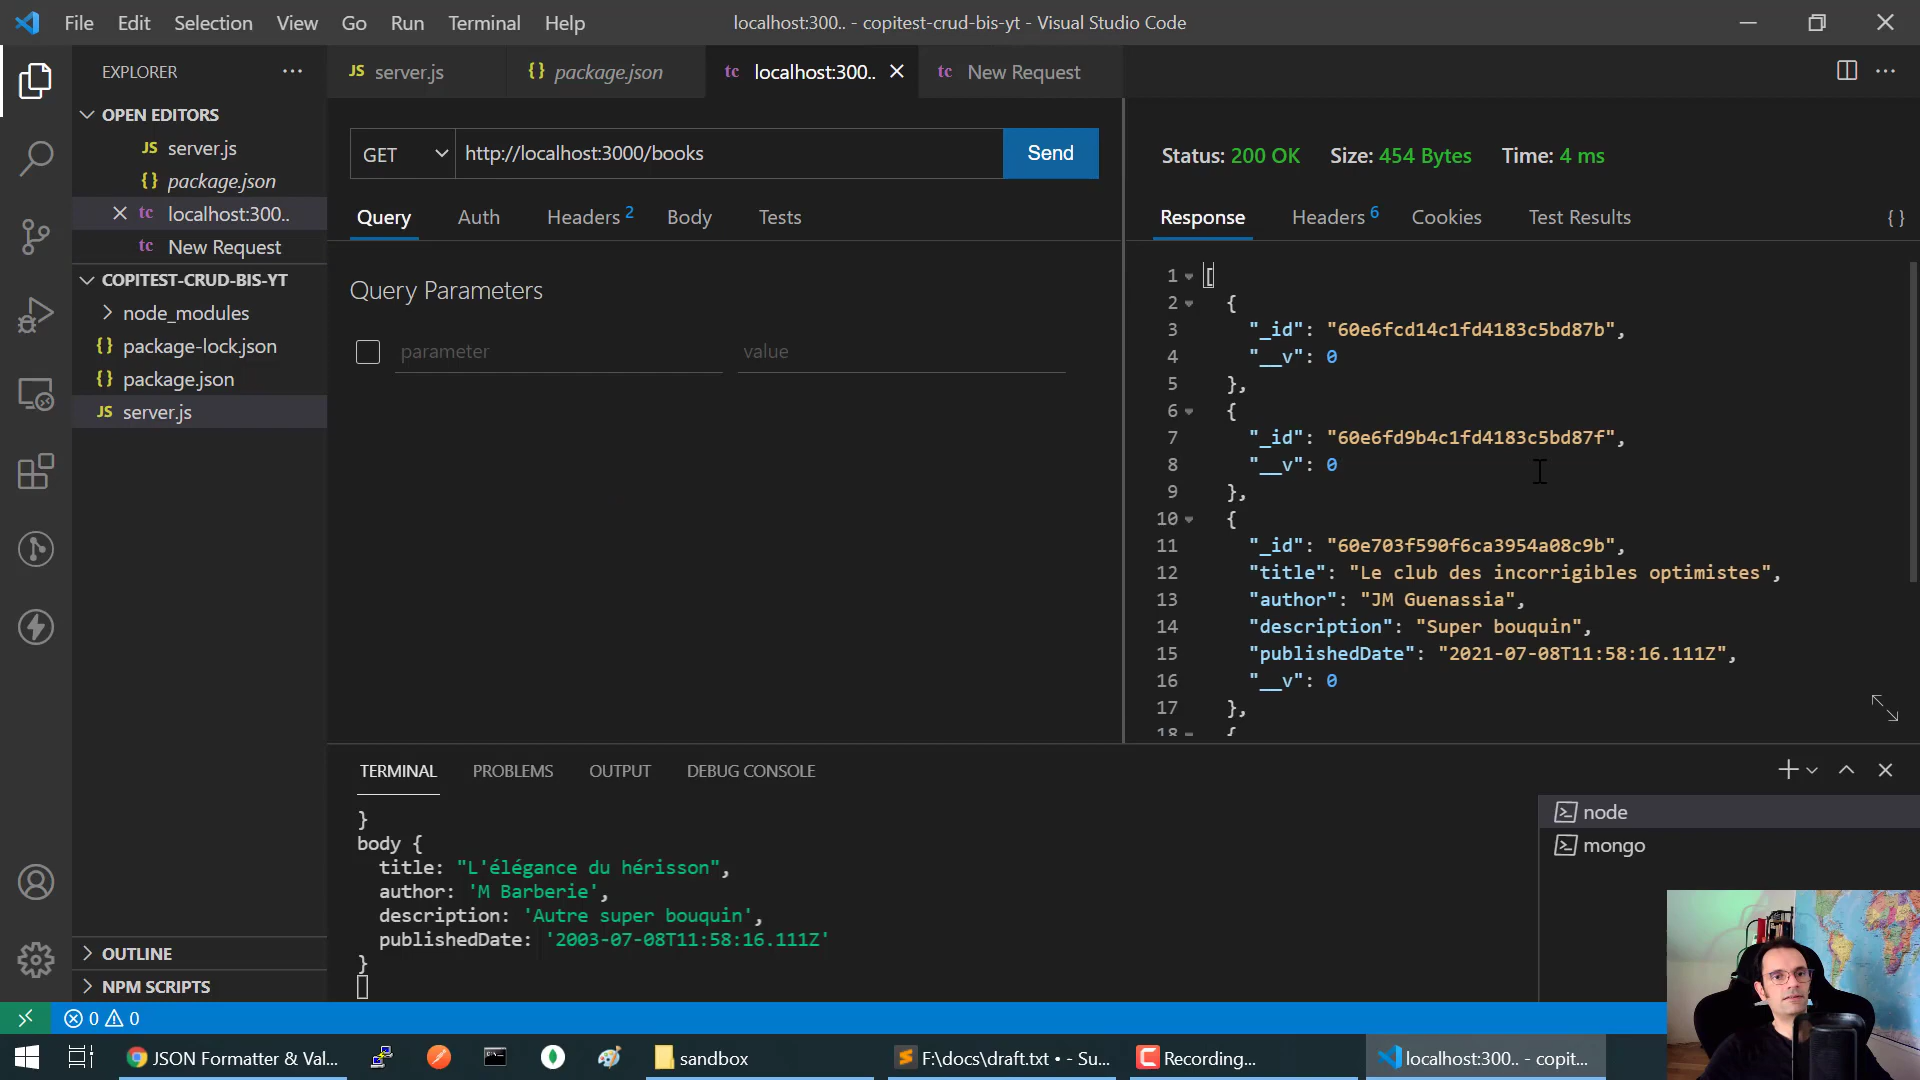 File Edit Selection View Go Run Terminal Help
localhost:300.. - copitest-crud-bis-yt - Visual Studio Code
EXPLORER
OPEN EDITORS
JS server.js
{} package.json
tc localhost:300..
tc New Request
COPITEST-CRUD-BIS-YT
node_modules
{} package-lock.json
{} package.json
JS server.js
OUTLINE
NPM SCRIPTS
JS server.js
{} package.json
tc localhost:300..
tc New Request
GET http://localhost:3000/books Send
Query Auth Headers 2 Body Tests
Query Parameters
parameter value
Status: 200 OK Size: 454 Bytes Time: 4 ms
Response Headers 6 Cookies Test Results {}
1 [
2 {
3 "_id": "60e6fcd14c1fd4183c5bd87b",
4 "__v": 0
5 },
6 {
7 "_id": "60e6fd9b4c1fd4183c5bd87f",
8 "__v": 0
9 },
10 {
11 "_id": "60e703f590f6ca3954a08c9b",
12 "title": "Le club des incorrigibles optimistes",
13 "author": "JM Guenassia",
14 "description": "Super bouquin",
15 "publishedDate": "2021-07-08T11:58:16.111Z",
16 "__v": 0
17 },
18 {
TERMINAL PROBLEMS OUTPUT DEBUG CONSOLE
}
body {
title: "L'élégance du hérisson",
author: 'M Barberie',
description: 'Autre super bouquin',
publishedDate: '2003-07-08T11:58:16.111Z'
}
node
mongo
0 0
JSON Formatter & Val...
sandbox
F:\docs\draft.txt • - Su...
Recording...
localhost:300.. - copit...